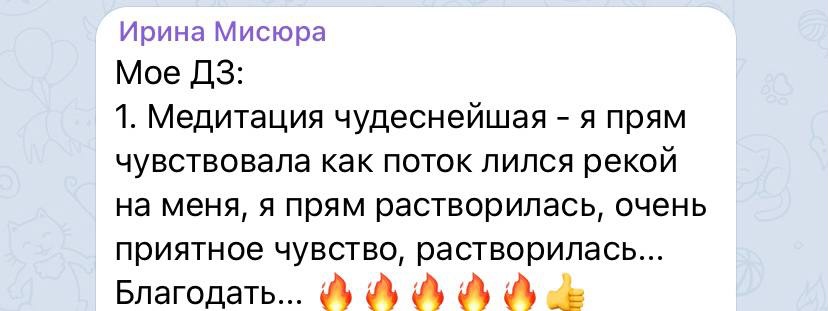 Ирина Мисюра
Мое ДЗ:
1. Медитация чудеснейшая - я прям
чувствовала как поток лился рекой
на меня, я прям растворилась, очень
приятное чувство, растворилась...
Благодать... 🔥🔥🔥🔥🔥👍